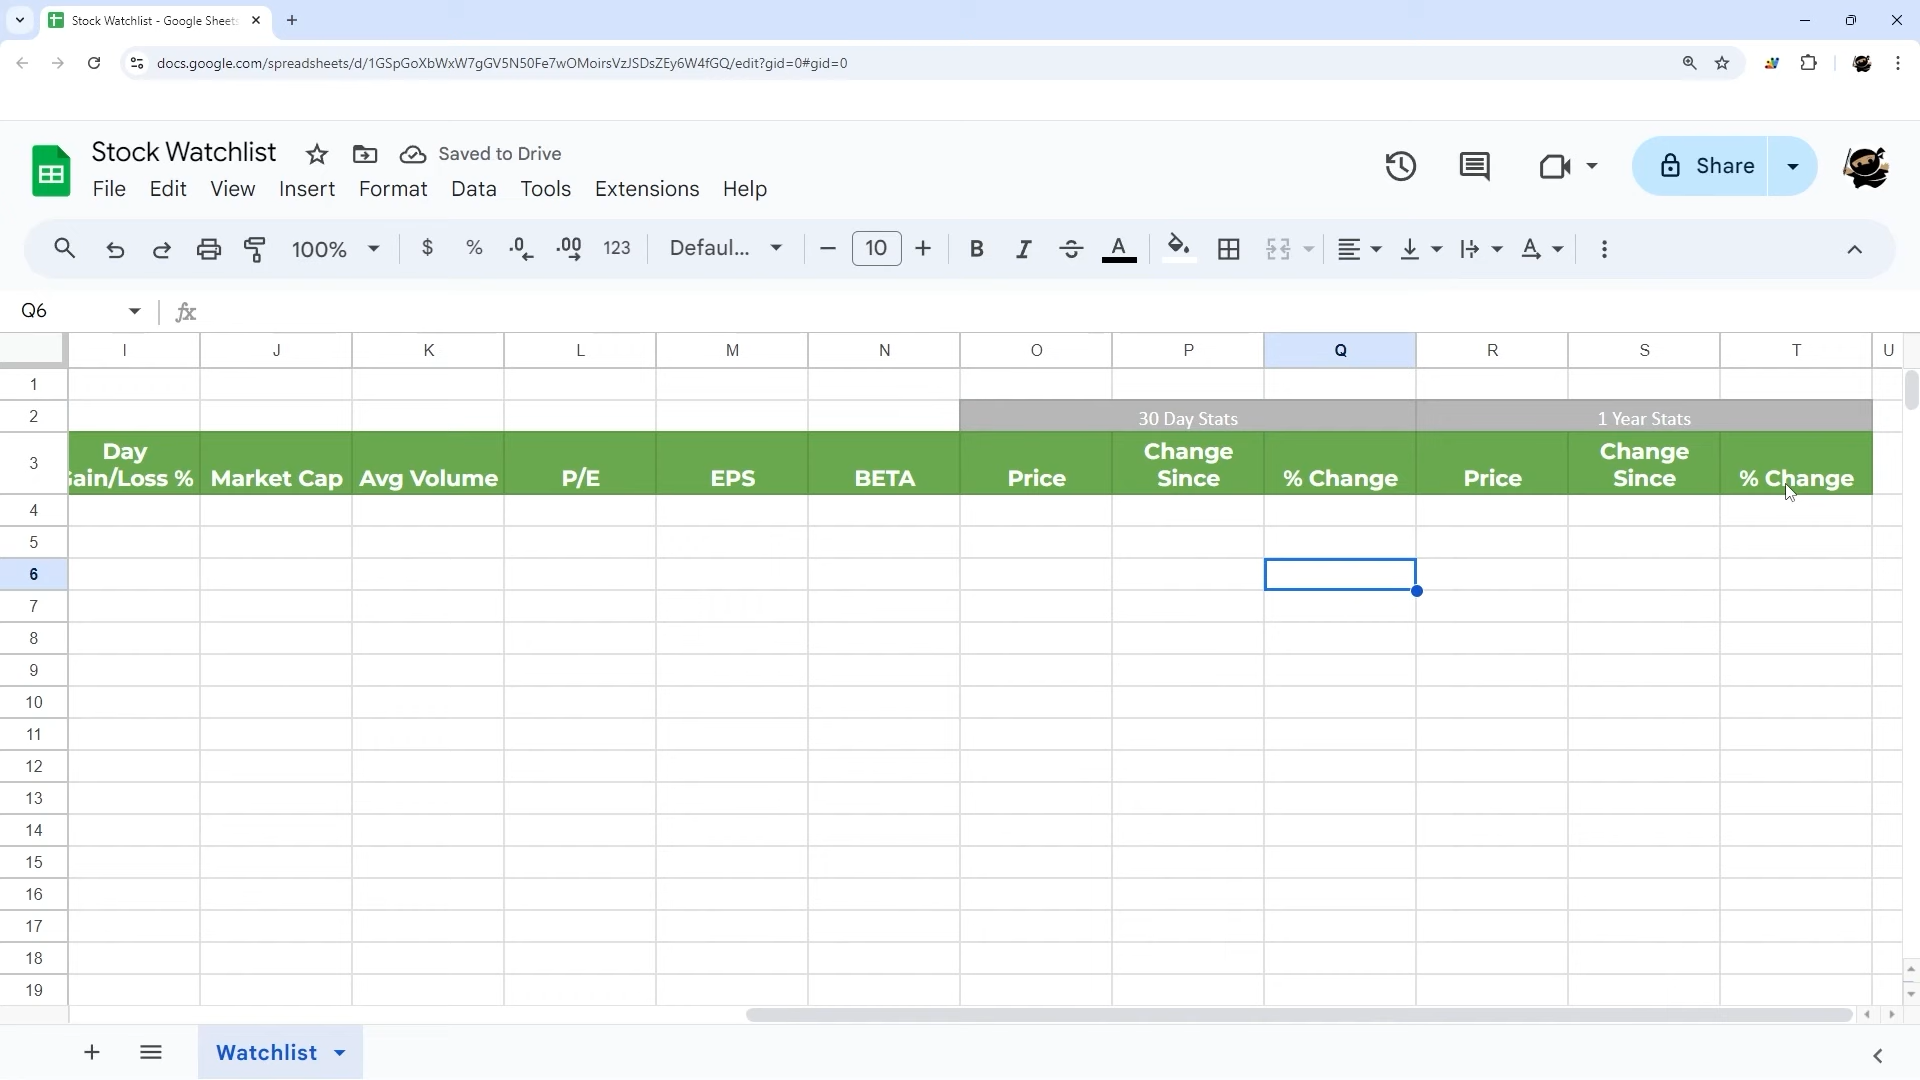 Stock Watchlist - Google Sheets
docs.google.com/spreadsheets/d/1GSpGoXbWxW7gGV5N50Fe7wOMoirsVzJSDsZEy6W4fGQ/edit?gid=0#gid=0
Stock Watchlist Saved to Drive
File Edit View Insert Format Data Tools Extensions Help
Share
100% $ % .0 .00 123 Defaul... 10 B I S A A
Q6 fx
I J K L M N O P Q R S T U
1
2 30 Day Stats 1 Year Stats
3 Day Gain/Loss % Market Cap Avg Volume P/E EPS BETA Price Change Since % Change Price Change Since % Change
4
5
6
7
8
9
10
11
12
13
14
15
16
17
18
19
Watchlist